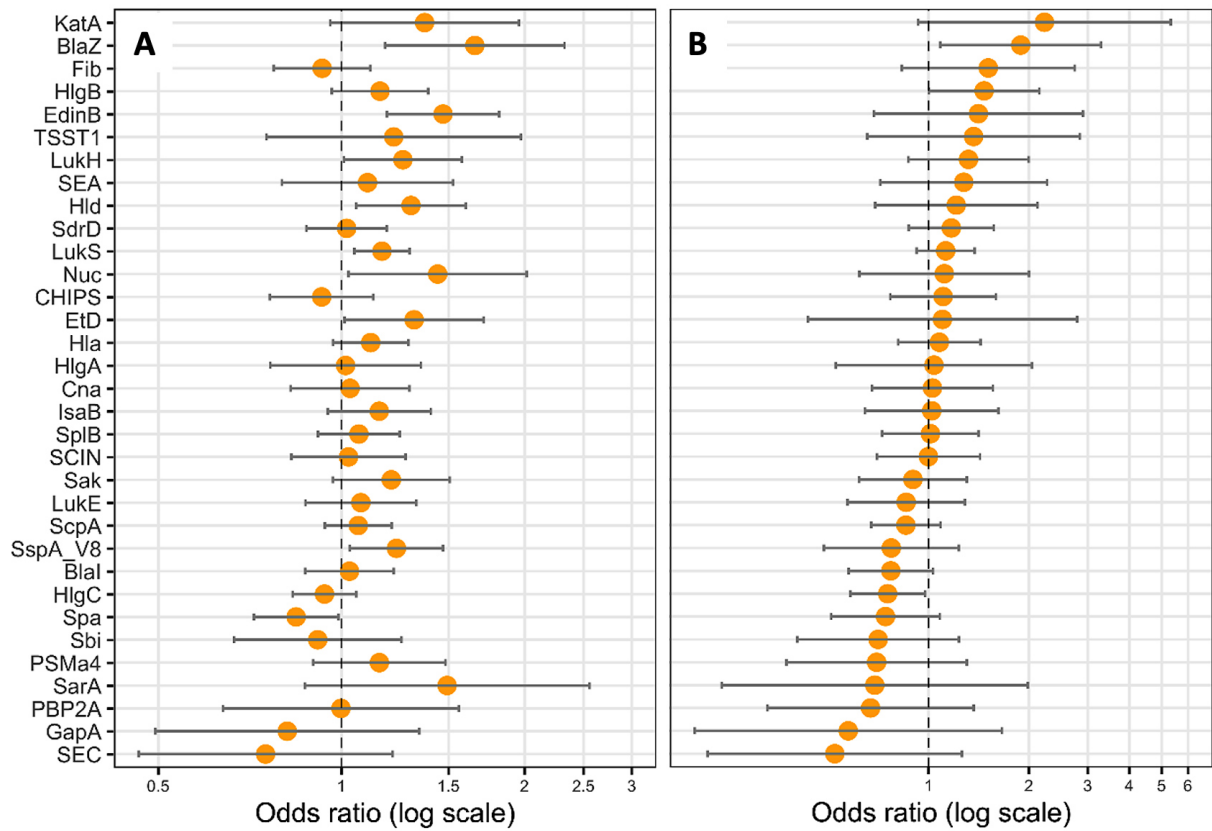 A
B
KatA
BlaZ
Fib
HlgB
EdinB
TSST1
LukH
SEA
Hld
SdrD
LukS
Nuc
CHIPS
EtD
Hla
HlgA
Cna
IsaB
SplB
SCIN
Sak
LukE
ScpA
SspA_V8
BlaI
HlgC
Spa
Sbi
PSMa4
SarA
PBP2A
GapA
SEC
0.5 1 1.5 2 2.5 3
1 2 3 4 5 6
Odds ratio (log scale)
Odds ratio (log scale)